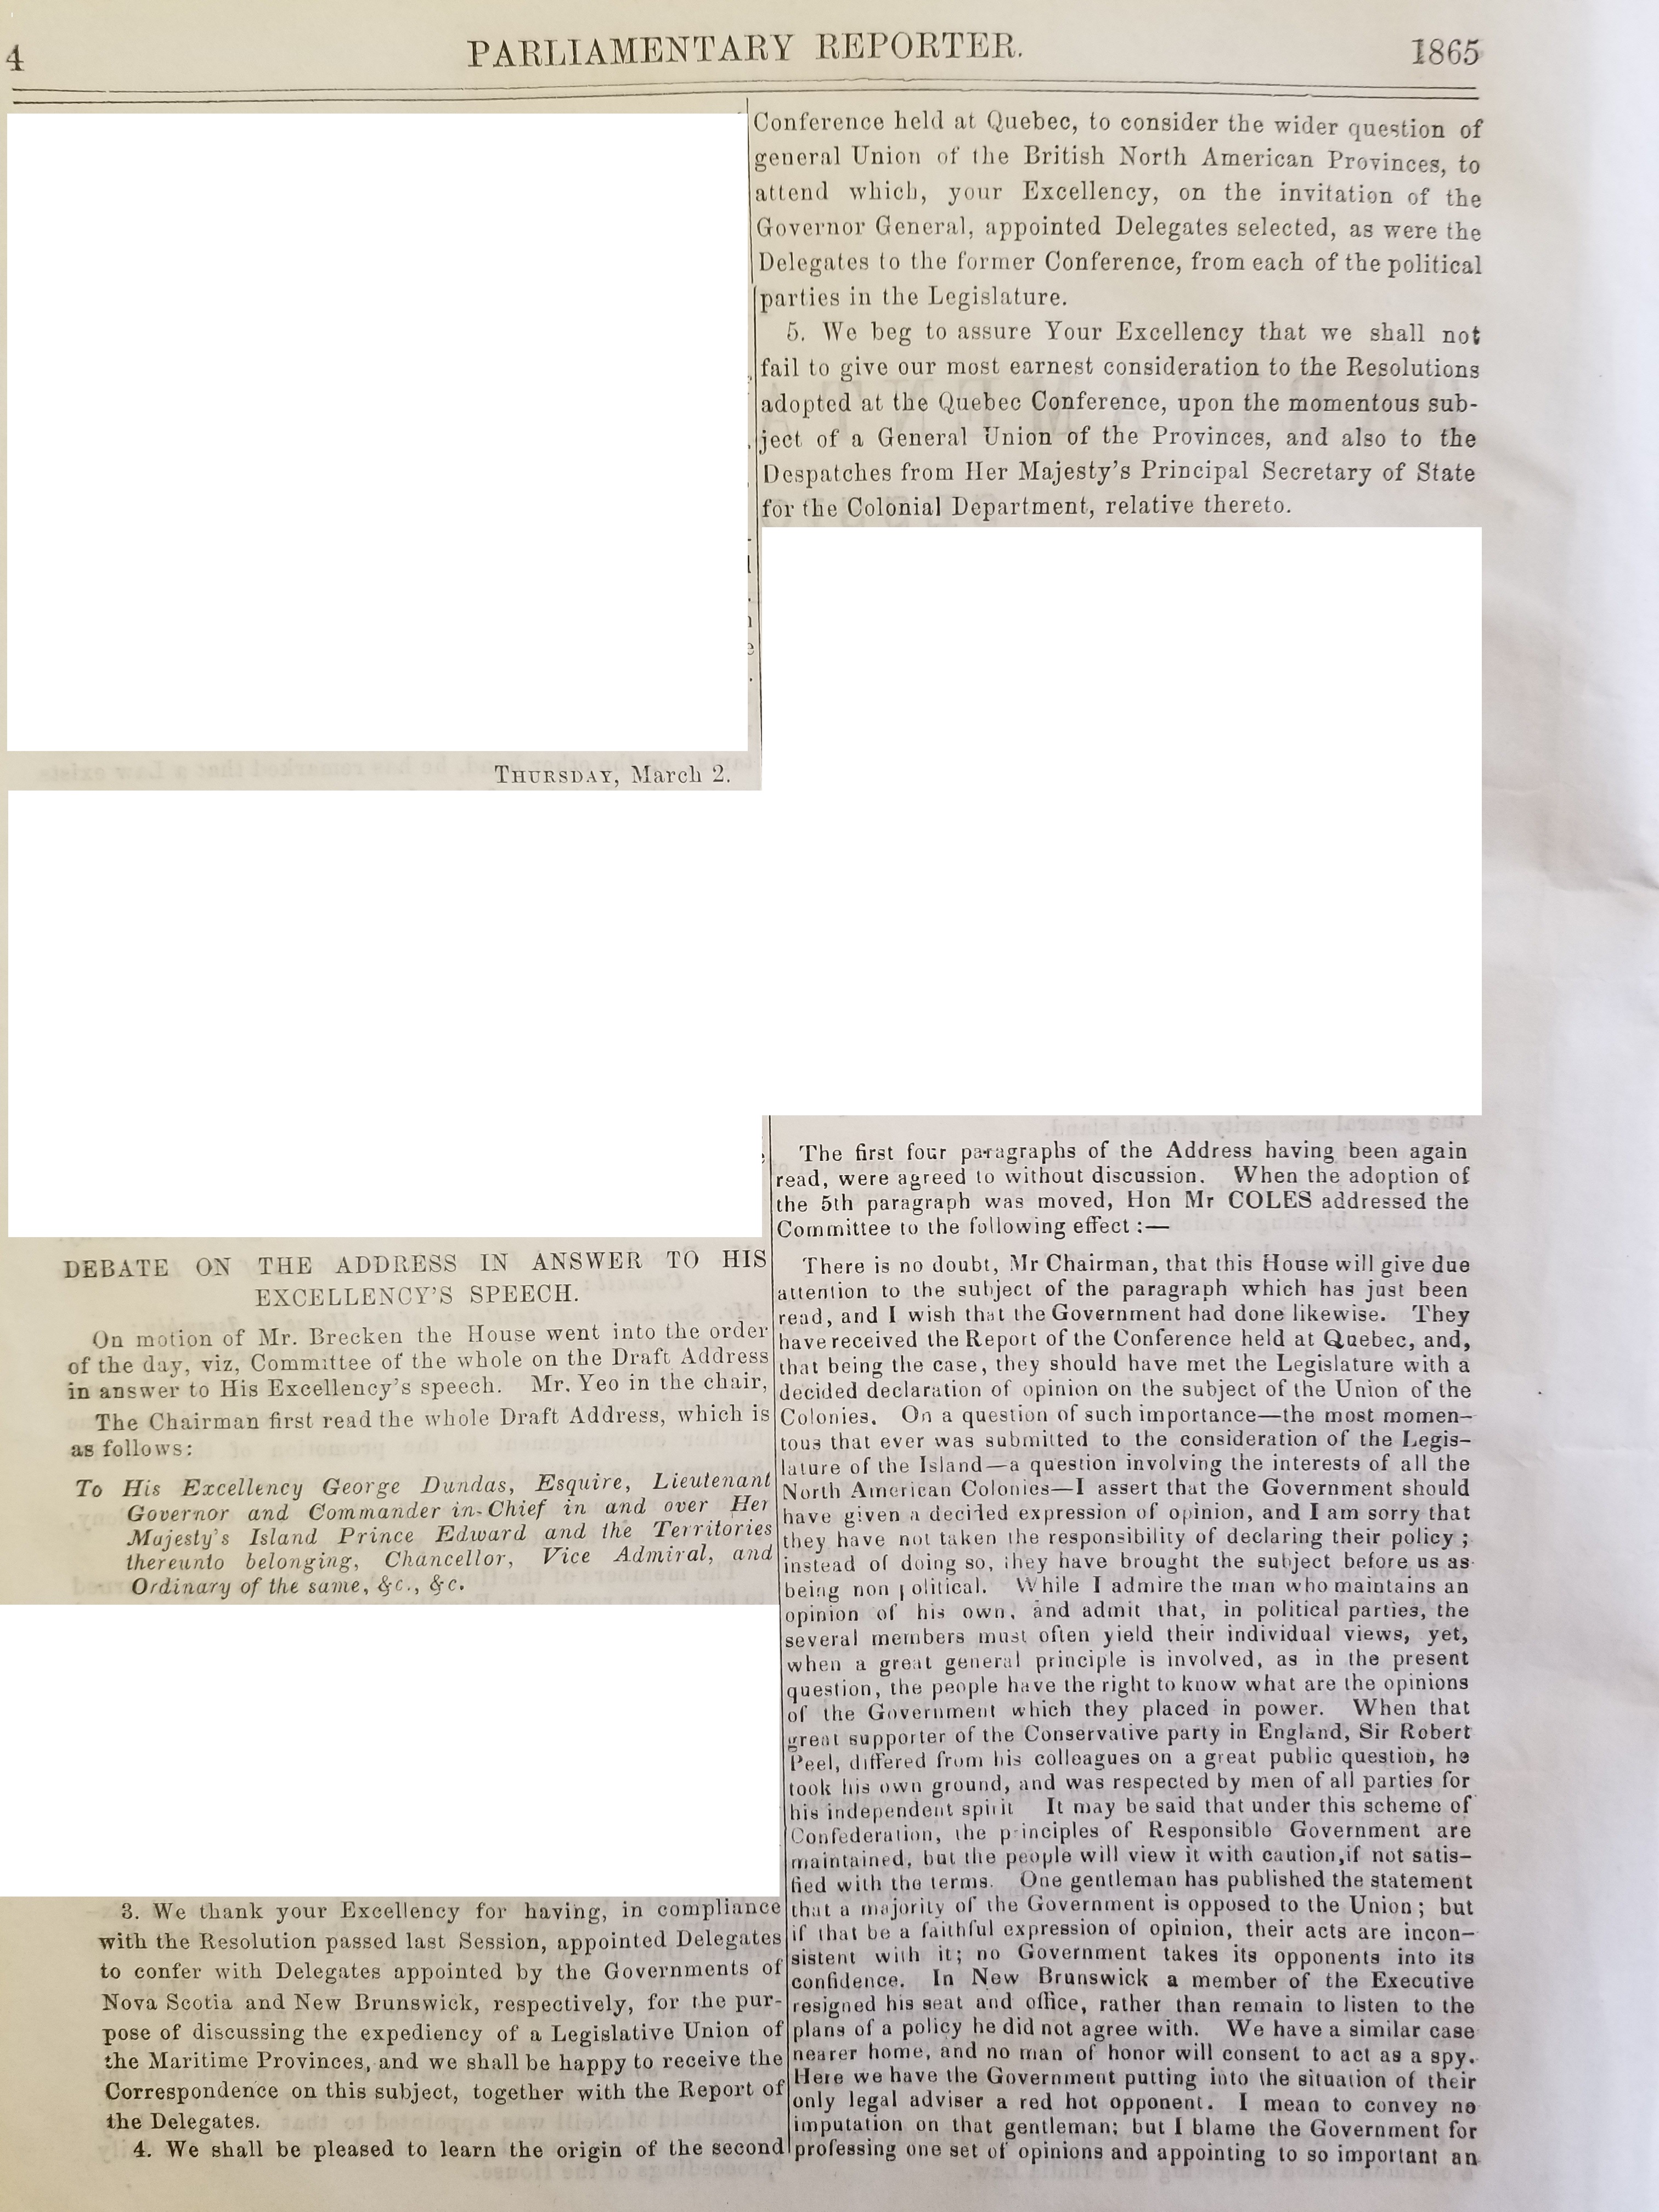 4 PARLIAMENTARY REPORTER. 1865
THURSDAY, March 2.
DEBATE ON THE ADDRESS IN ANSWER TO HIS
EXCELLENCY'S SPEECH.
On motion of Mr. Brecken the House went into the order
of the day, viz, Committee of the whole on the Draft Address
in answer to His Excellency's speech. Mr. Yeo in the chair,
The Chairman first read the whole Draft Address, which is
as follows:
To His Excellency George Dundas, Esquire, Lieutenant
Governor and Commander in-Chief in and over Her
Majesty's Island Prince Edward and the Territories
thereunto belonging, Chancellor, Vice Admiral, and
Ordinary of the same, &c., &c.
3. We thank your Excellency for having, in compliance
with the Resolution passed last Session, appointed Delegates
to confer with Delegates appointed by the Governments of
Nova Scotia and New Brunswick, respectively, for the pur-
pose of discussing the expediency of a Legislative Union of
the Maritime Provinces, and we shall be happy to receive the
Correspondence on this subject, together with the Report of
the Delegates.
4. We shall be pleased to learn the origin of the second
Conference held at Quebec, to consider the wider question of
general Union of the British North American Provinces, to
attend which, your Excellency, on the invitation of the
Governor General, appointed Delegates selected, as were the
Delegates to the former Conference, from each of the political
parties in the Legislature.
5. We beg to assure Your Excellency that we shall not
fail to give our most earnest consideration to the Resolutions
adopted at the Quebec Conference, upon the momentous sub-
ject of a General Union of the Provinces, and also to the
Despatches from Her Majesty's Principal Secretary of State
for the Colonial Department, relative thereto.
The first four paragraphs of the Address having been again
read, were agreed to without discussion. When the adoption of
the 5th paragraph was moved, Hon Mr COLES addressed the
Committee to the following effect :—
There is no doubt, Mr Chairman, that this House will give due
attention to the subject of the paragraph which has just been
read, and I wish that the Government had done likewise. They
have received the Report of the Conference held at Quebec, and,
that being the case, they should have met the Legislature with a
decided declaration of opinion on the subject of the Union of the
Colonies. On a question of such importance—the most momen-
tous that ever was submitted to the consideration of the Legis-
lature of the Island—a question involving the interests of all the
North American Colonies—I assert that the Government should
have given a decided expression of opinion, and I am sorry that
they have not taken the responsibility of declaring their policy ;
instead of doing so, they have brought the subject before us as
being non political. While I admire the man who maintains an
opinion of his own, and admit that, in political parties, the
several members must often yield their individual views, yet,
when a great general principle is involved, as in the present
question, the people have the right to know what are the opinions
of the Government which they placed in power. When that
great supporter of the Conservative party in England, Sir Robert
Peel, differed from his colleagues on a great public question, he
took his own ground, and was respected by men of all parties for
his independent spirit It may be said that under this scheme of
Confederation, the principles of Responsible Government are
maintained, but the people will view it with caution,if not satis-
fied with the terms. One gentleman has published the statement
that a majority of the Government is opposed to the Union ; but
if that be a faithful expression of opinion, their acts are incon-
sistent with it; no Government takes its opponents into its
confidence. In New Brunswick a member of the Executive
resigned his seat and office, rather than remain to listen to the
plans of a policy he did not agree with. We have a similar case
nearer home, and no man of honor will consent to act as a spy.
Here we have the Government putting into the situation of their
only legal adviser a red hot opponent. I mean to convey no
imputation on that gentleman; but I blame the Government for
professing one set of opinions and appointing to so important an